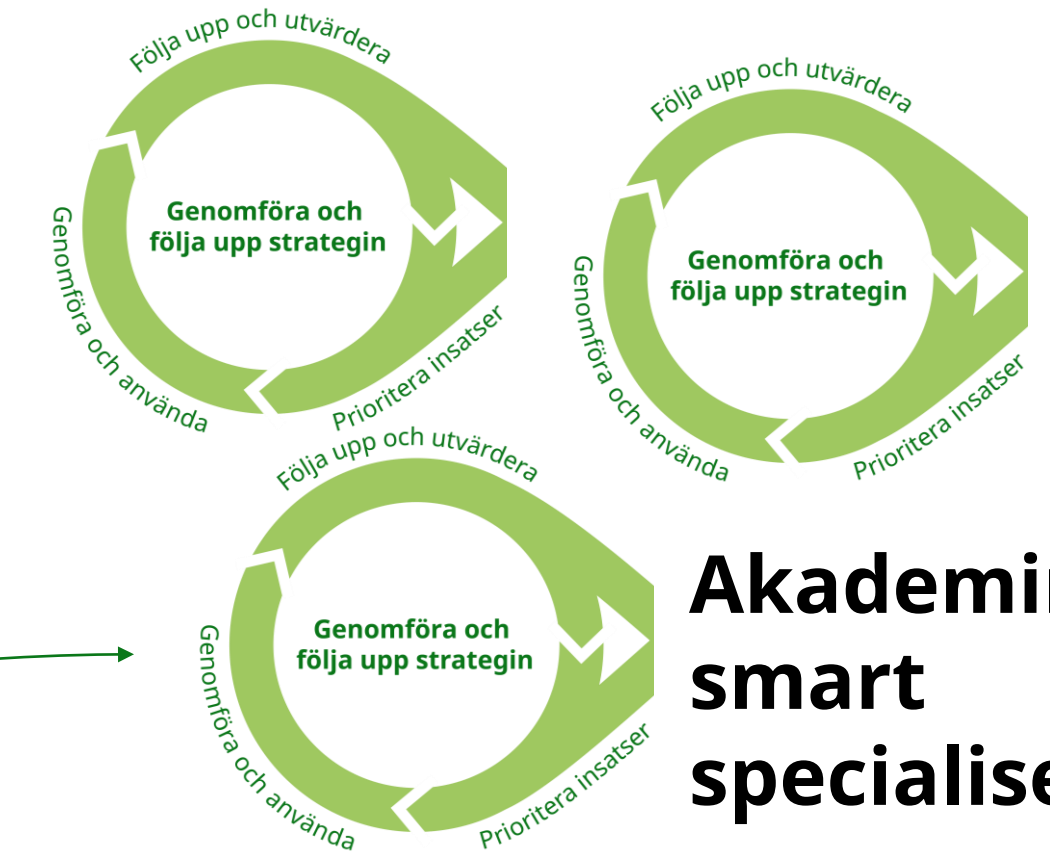 Följa upp och utvärdera
Genomföra och
följa upp strategin
Genomföra och använda
Prioritera insatser
Följa upp och utvärdera
Genomföra och
följa upp strategin
Genomföra och använda
Prioritera insatser
Följa upp och utvärdera
Genomföra och
följa upp strategin
Genomföra och använda
Prioritera insatser
smart